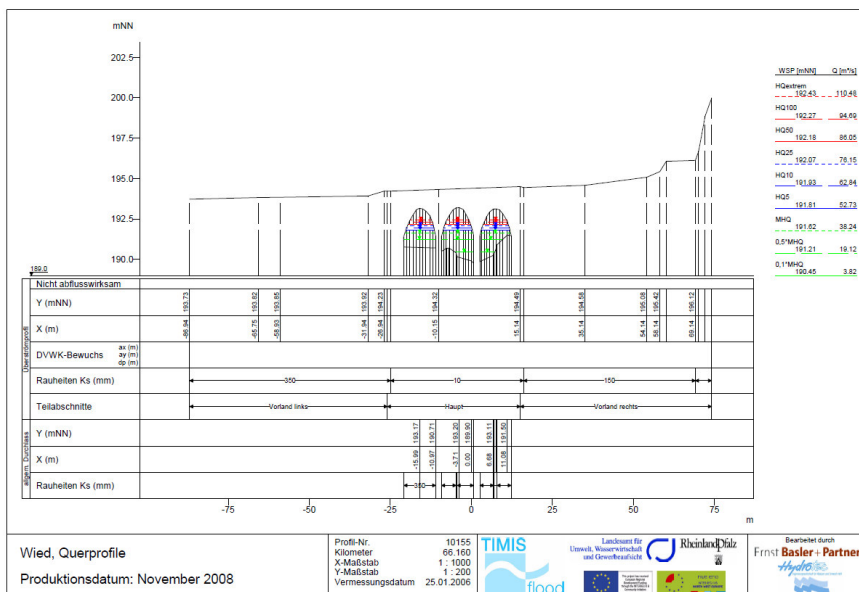 mNN
202.5
200.0
197.5
195.0
192.5
190.0
189.0
WSP [mNN] Q [m³/s]
HQextrem
192.43 110.48
HQ100
192.27 94.69
HQ50
192.18 86.05
HQ25
192.07 76.15
HQ10
191.93 62.84
HQ5
191.81 52.73
MHQ
191.62 38.24
0,5*MHQ
191.21 19.12
0,1*MHQ
190.45 3.82
Überströmprofil
Nicht abflusswirksam
Y (mNN) 193.73 193.82 193.85 193.92 194.23 194.32 194.49 194.58 195.08 195.42 196.12
X (m) -86.94 -65.75 -58.93 -31.94 -26.94 -10.15 15.14 35.14 54.14 58.14 69.14
DVWK-Bewuchs ax (m)
ay (m)
dp (m)
Rauheiten Ks (mm) 350 10 150
Teilabschnitte Vorland links Haupt Vorland rechts
allgem. Durchlass
Y (mNN) 193.17 190.71 193.20 189.90 193.11 191.50
X (m) -15.99 -10.97 -3.71 0.00 6.68 11.08
Rauheiten Ks (mm) 350
-75 -50 -25 0 25 50 75
m
Wied, Querprofile
Produktionsdatum: November 2008
Profil-Nr. 10155
Kilometer 66.160
X-Maßstab 1 : 1000
Y-Maßstab 1 : 200
Vermessungsdatum 25.01.2006
TIMIS
flood
Landesamt für
Umwelt, Wasserwirtschaft
und Gewerbeaufsicht
RheinlandPfalz
Bearbeitet durch
Ernst Basler + Partner